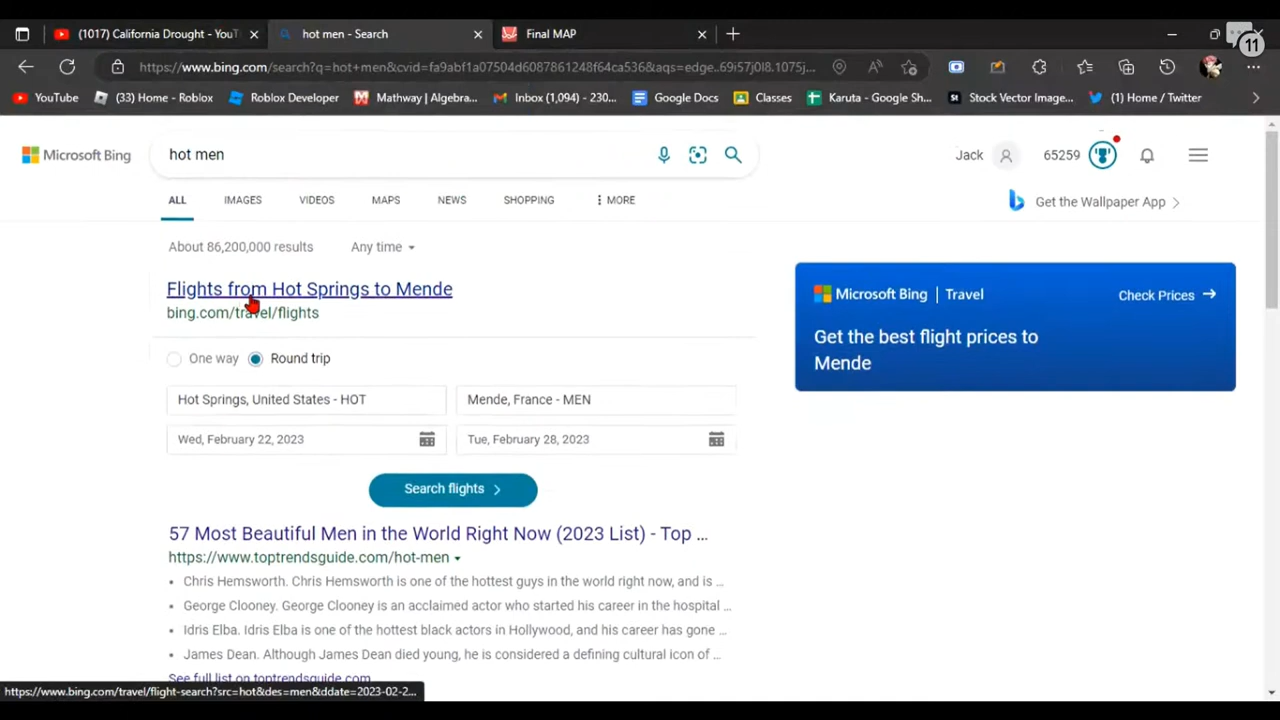 (1017) California Drought - YouT
hot men - Search
Final MAP
11
https://www.bing.com/search?q=hot+men&cvid=fa9abf1a07504d6087861248f64ca536&aqs=edge..69i57j0l8.1075j...
YouTube
(33) Home - Roblox
Roblox Developer
Mathway | Algebra...
Inbox (1,094) - 230...
Google Docs
Classes
Karuta - Google Sh...
Stock Vector Image...
(1) Home / Twitter
Microsoft Bing
hot men
Jack
65259
ALL
IMAGES
VIDEOS
MAPS
NEWS
SHOPPING
MORE
Get the Wallpaper App
About 86,200,000 results
Any time
Flights from Hot Springs to Mende
bing.com/travel/flights
Microsoft Bing | Travel
Check Prices
Get the best flight prices to
Mende
One way
Round trip
Hot Springs, United States - HOT
Mende, France - MEN
Wed, February 22, 2023
Tue, February 28, 2023
Search flights
57 Most Beautiful Men in the World Right Now (2023 List) - Top ...
https://www.toptrendsguide.com/hot-men
Chris Hemsworth. Chris Hemsworth is one of the hottest guys in the world right now, and is ...
George Clooney. George Clooney is an acclaimed actor who started his career in the hospital ...
Idris Elba. Idris Elba is one of the hottest black actors in Hollywood, and his career has gone ...
James Dean. Although James Dean died young, he is considered a defining cultural icon of ...
See full list on toptrendsguide.com
https://www.bing.com/travel/flight-search?src=hot&des=men&ddate=2023-02-2...